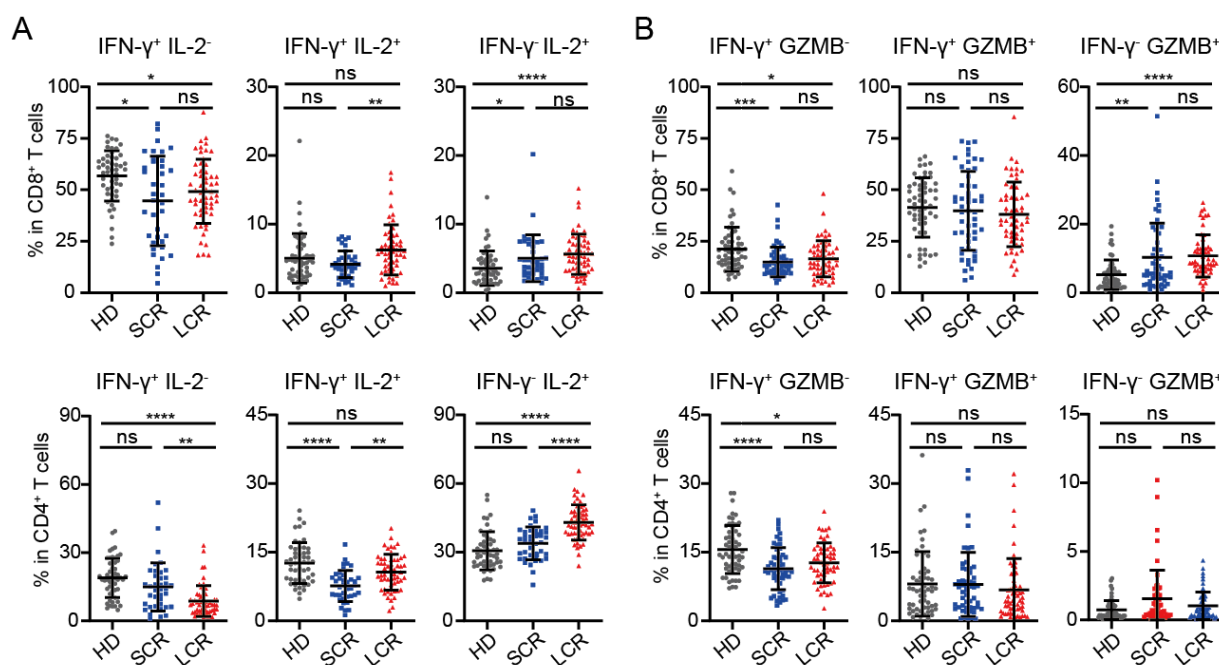 A
B
IFN-γ⁺ IL-2⁻ IFN-γ⁺ IL-2⁺ IFN-γ⁻ IL-2⁺ IFN-γ⁺ GZMB⁻ IFN-γ⁺ GZMB⁺ IFN-γ⁻ GZMB⁺
% in CD8⁺ T cells
100
75
50
25
0
*
*
ns
HD SCR LCR
30
20
10
0
ns
ns
**
HD SCR LCR
30
20
10
0
****
*
ns
HD SCR LCR
% in CD8⁺ T cells
100
75
50
25
0
*
***
ns
HD SCR LCR
100
75
50
25
0
ns
ns
ns
HD SCR LCR
60
40
20
0
****
**
ns
HD SCR LCR
IFN-γ⁺ IL-2⁻ IFN-γ⁺ IL-2⁺ IFN-γ⁻ IL-2⁺ IFN-γ⁺ GZMB⁻ IFN-γ⁺ GZMB⁺ IFN-γ⁻ GZMB⁺
% in CD4⁺ T cells
90
60
30
0
****
ns
**
HD SCR LCR
45
30
15
0
ns
****
**
HD SCR LCR
90
60
30
0
****
ns
****
HD SCR LCR
% in CD4⁺ T cells
45
30
15
0
*
****
ns
HD SCR LCR
45
30
15
0
ns
ns
ns
HD SCR LCR
15
10
5
0
ns
ns
ns
HD SCR LCR